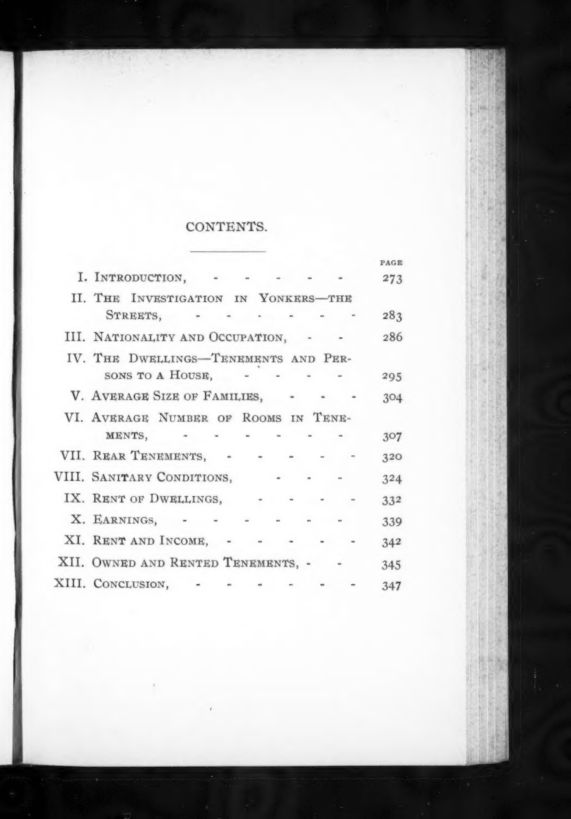 CONTENTS.
PAGE
I. INTRODUCTION, - - - - - 273
II. THE INVESTIGATION IN YONKERS—THE
STREETS, - - - - - - 283
III. NATIONALITY AND OCCUPATION, - - 286
IV. THE DWELLINGS—TENEMENTS AND PER-
SONS TO A HOUSE, - - - - 295
V. AVERAGE SIZE OF FAMILIES, - - - 304
VI. AVERAGE NUMBER OF ROOMS IN TENE-
MENTS, - - - - - - 307
VII. REAR TENEMENTS, - - - - - 320
VIII. SANITARY CONDITIONS, - - - 324
IX. RENT OF DWELLINGS, - - - - 332
X. EARNINGS, - - - - - - 339
XI. RENT AND INCOME, - - - - - 342
XII. OWNED AND RENTED TENEMENTS, - - 345
XIII. CONCLUSION, - - - - - - 347